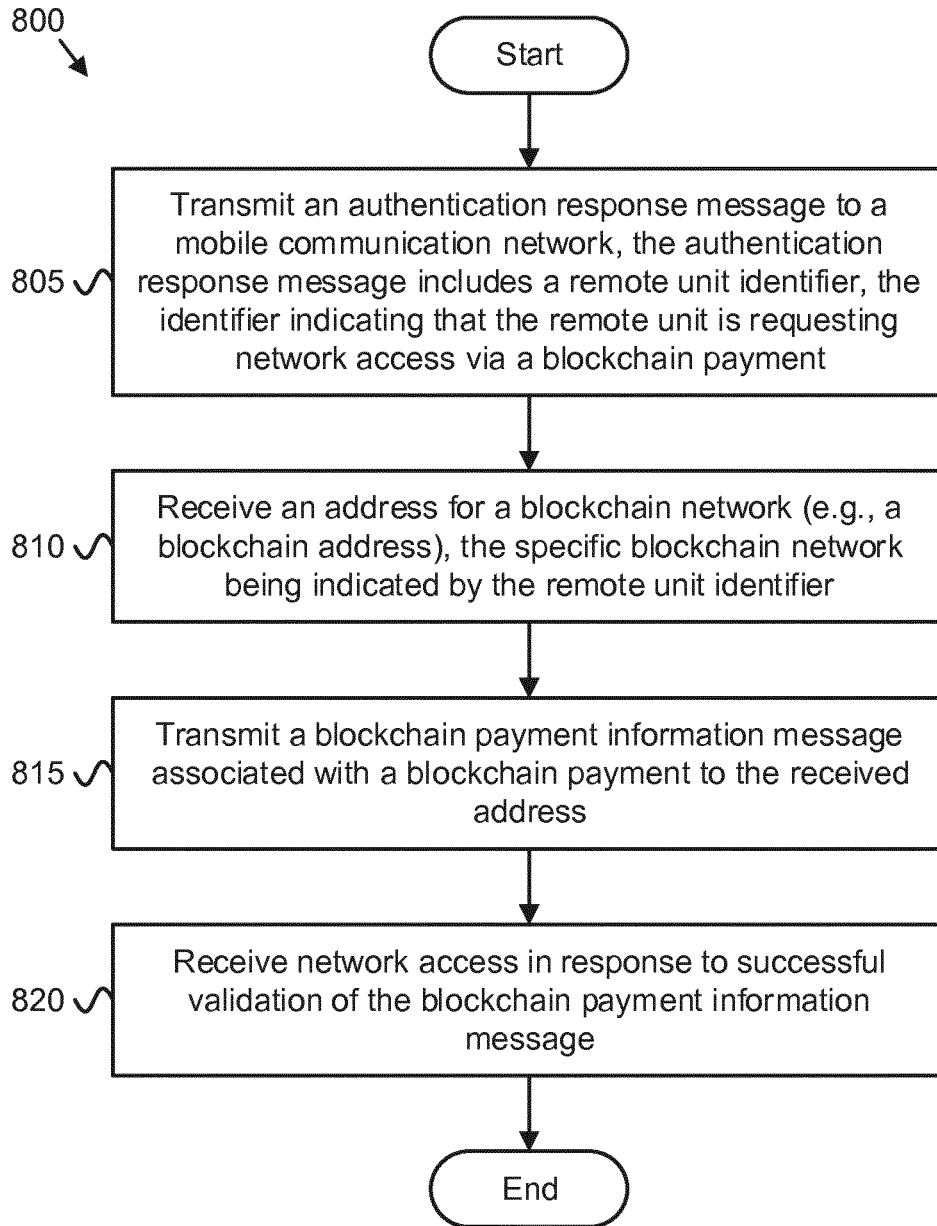 800
Start
805
Transmit an authentication response message to a
mobile communication network, the authentication
response message includes a remote unit identifier, the
identifier indicating that the remote unit is requesting
network access via a blockchain payment
810
Receive an address for a blockchain network (e.g., a
blockchain address), the specific blockchain network
being indicated by the remote unit identifier
815
Transmit a blockchain payment information message
associated with a blockchain payment to the received
address
820
Receive network access in response to successful
validation of the blockchain payment information
message
End